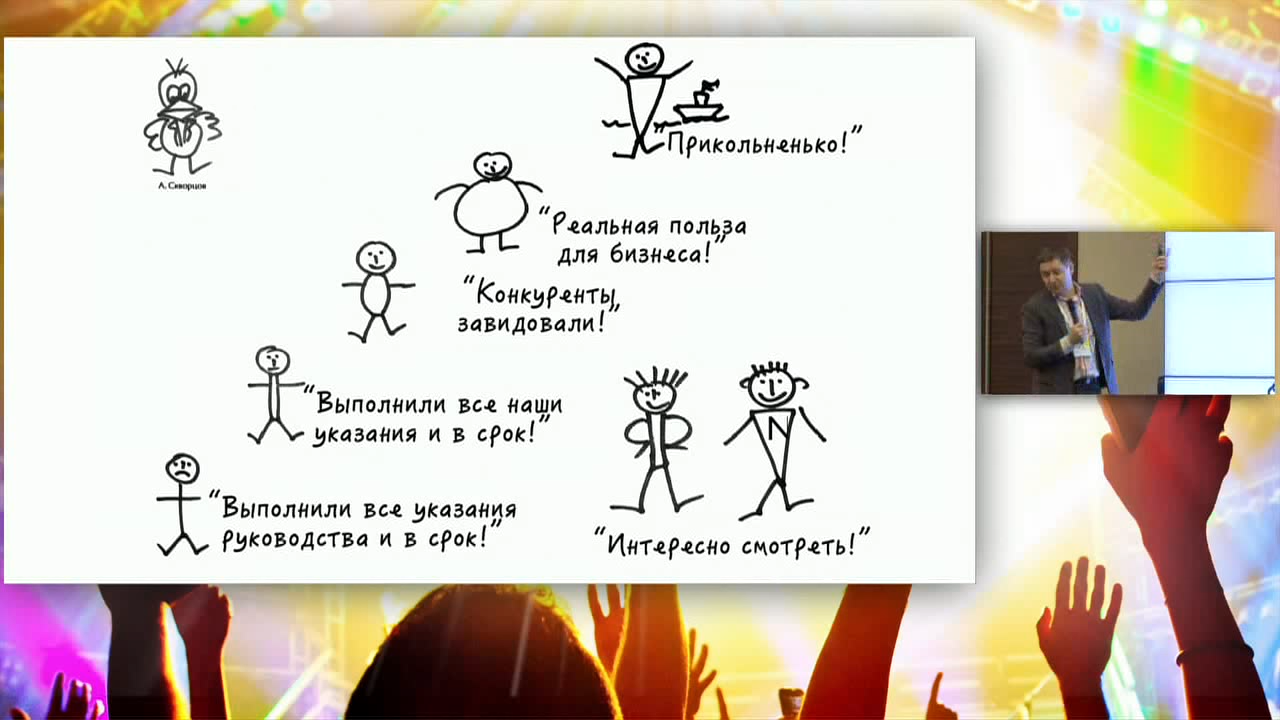 А. Скворцов
"Прикольненько!"
"Реальная польза
для бизнеса!"
"Конкуренты
завидовали!"
"Выполнили все наши
указания и в срок!"
"Выполнили все указания
руководства и в срок!"
N
"Интересно смотреть!"